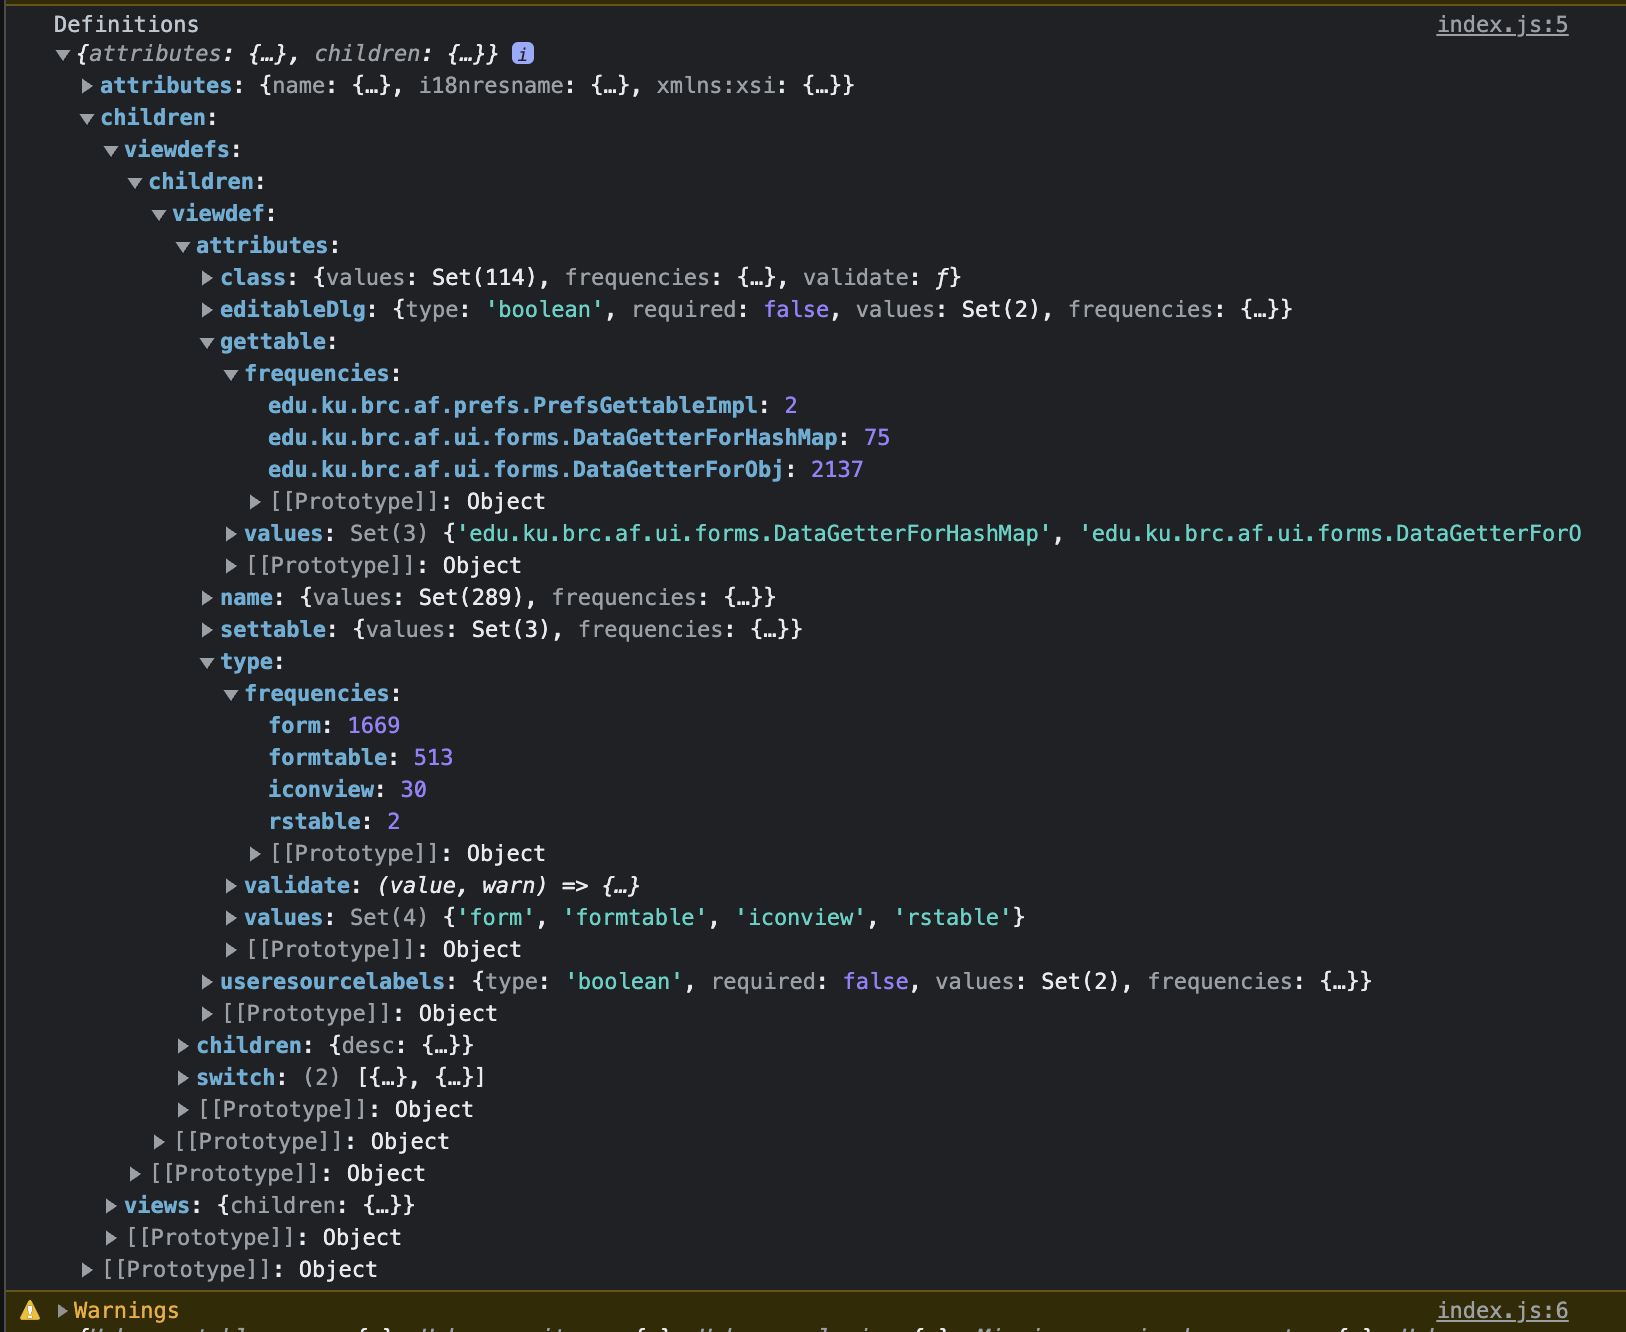 Definitions index.js:5
{attributes: {…}, children: {…}} i
attributes: {name: {…}, i18nresname: {…}, xmlns:xsi: {…}}
children:
viewdefs:
children:
viewdef:
attributes:
class: {values: Set(114), frequencies: {…}, validate: ƒ}
editableDlg: {type: 'boolean', required: false, values: Set(2), frequencies: {…}}
gettable:
frequencies:
edu.ku.brc.af.prefs.PrefsGettableImpl: 2
edu.ku.brc.af.ui.forms.DataGetterForHashMap: 75
edu.ku.brc.af.ui.forms.DataGetterForObj: 2137
[[Prototype]]: Object
values: Set(3) {'edu.ku.brc.af.ui.forms.DataGetterForHashMap', 'edu.ku.brc.af.ui.forms.DataGetterForO
[[Prototype]]: Object
name: {values: Set(289), frequencies: {…}}
settable: {values: Set(3), frequencies: {…}}
type:
frequencies:
form: 1669
formtable: 513
iconview: 30
rstable: 2
[[Prototype]]: Object
validate: (value, warn) => {…}
values: Set(4) {'form', 'formtable', 'iconview', 'rstable'}
[[Prototype]]: Object
useresourcelabels: {type: 'boolean', required: false, values: Set(2), frequencies: {…}}
[[Prototype]]: Object
children: {desc: {…}}
switch: (2) [{…}, {…}]
[[Prototype]]: Object
[[Prototype]]: Object
[[Prototype]]: Object
views: {children: {…}}
[[Prototype]]: Object
[[Prototype]]: Object
Warnings index.js:6